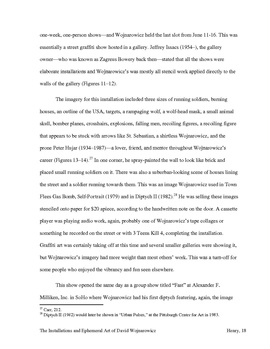 one-week, one-person shows—and Wojnarowicz held the last slot from June 11-16. This was
essentially a street graffiti show hosted in a gallery. Jeffrey Isaacs (1954–), the gallery
owner—who was known as Zagreus Bowery back then—stated that all the shows were
elaborate installations and Wojnarowicz's was mostly all stencil work applied directly to the
walls of the gallery (Figures 11–12).
The imagery for this installation included three sizes of running soldiers, burning
houses, an outline of the USA, targets, a rampaging wolf, a wolf-head mask, a small animal
skull, bomber planes, crosshairs, explosions, falling men, recoiling figures, a recoiling figure
that appears to be stuck with arrows like St. Sebastian, a shirtless Wojnarowicz, and the
prone Peter Hujar (1934–1987)—a lover, friend, and mentor throughout Wojnarowicz's
career (Figures 13–14).
In one corner, he spray-painted the wall to look like brick and
placed small running soldiers on it. There was also a suburban-looking scene of houses lining
the street and a soldier running towards them. This was an image Wojnarowicz used in Town
Flees Gas Bomb, Self-Portrait (1979) and in Diptych II (1982).
He was selling these images
stenciled onto paper for $20 apiece, according to the handwritten note on the door. A cassette
player was playing audio work, again, probably one of Wojnarowicz's tape collages or
something he recorded on the street or with 3 Teens Kill 4, completing the installation.
Graffiti art was certainly taking off at this time and several smaller galleries were showing it,
but Wojnarowicz's imagery had more weight than most others' work. This was a turn-off for
some people who enjoyed the vibrancy and fun seen elsewhere.
This show opened the same day as a group show titled "Fast" at Alexander F.
Milliken, Inc. in SoHo where Wojnarowicz had his first diptych featuring, again, the image
Carr, 212.
Diptych II (1982) would later be shown in "Urban Pulses," at the Pittsburgh Center for Art in 1983.
The Installations and Ephemeral Art of David Wojnarowicz Henry, 18